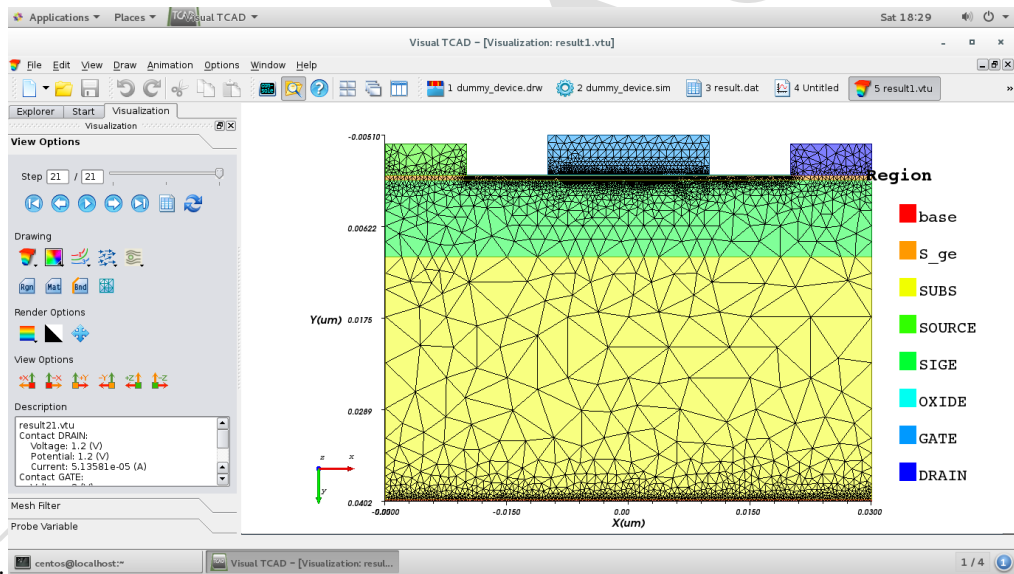 Applications Places TCAD Visual TCAD Sat 18:29
Visual TCAD - [Visualization: result1.vtu]
File Edit View Draw Animation Options Window Help
1 dummy_device.drw 2 dummy_device.sim 3 result.dat 4 Untitled 5 result1.vtu »
Explorer Start Visualization
Visualization
View Options
Step 21 / 21
Drawing
Rgn Mat Bnd
Render Options
View Options
+X -X +Y -Y +Z -Z
Description
result21.vtu
Contact DRAIN:
Voltage: 1.2 (V)
Potential: 1.2 (V)
Current: 5.13581e-05 (A)
Contact GATE:
Mesh Filter
Probe Variable
-0.00510
0.00622
Y(um) 0.0175
0.0289
0.0402
-0.0150 0.00 0.0150 0.0300
X(um)
z x
y
Region
base
S_ge
SUBS
SOURCE
SIGE
OXIDE
GATE
DRAIN
centos@localhost:~ Visual TCAD - [Visualization: resul... 1 / 4 1